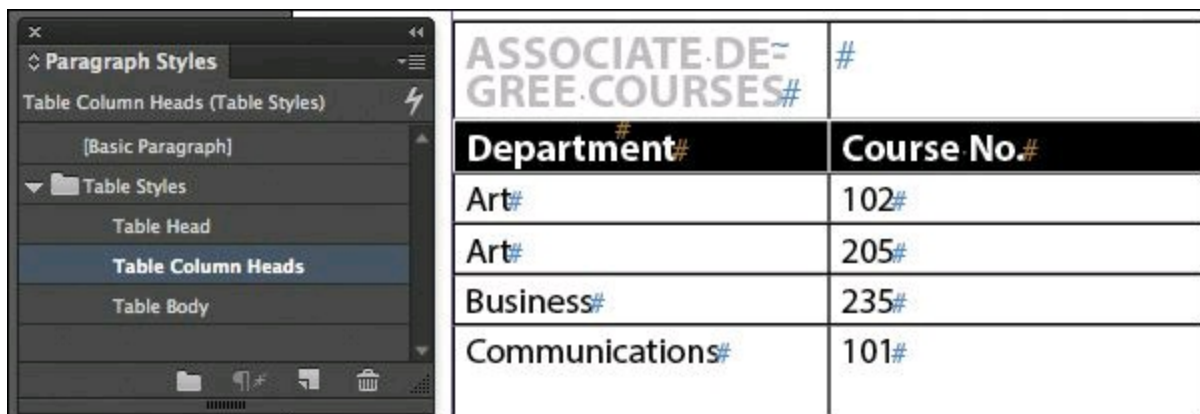 Paragraph Styles
Table Column Heads (Table Styles)
[Basic Paragraph]
Table Styles
Table Head
Table Column Heads
Table Body
ASSOCIATE·DE-
GREE·COURSES# #
Department# Course·No.#
Art# 102#
Art# 205#
Business# 235#
Communications# 101#